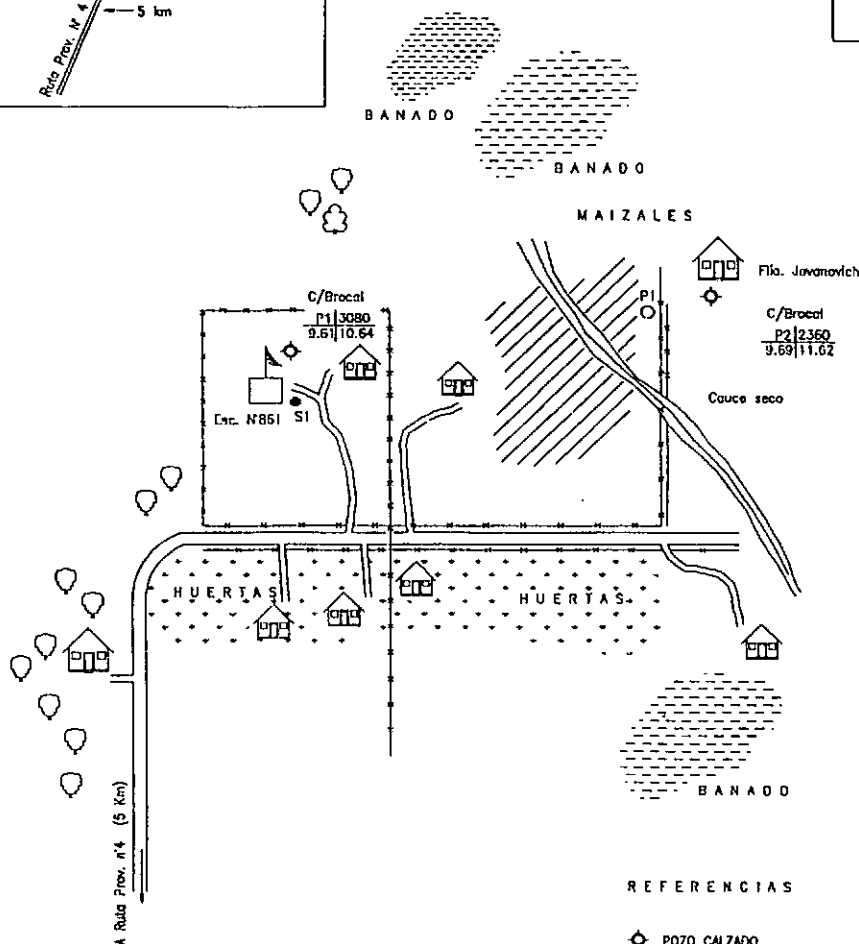 Ruta Prov. Nº 4
5 km
BANADO
BANADO
MAIZALES
Flia. Jovanovich
C/Brocal
P1 3080
9.61 10.64
P1
C/Brocal
P2 2360
9.69 11.62
Cauce seco
Esc. Nº861
S1
HUERTAS
HUERTAS
BANADO
A Ruta Prov. nº4 (5 Km)
REFERENCIAS
POZO CALZADO